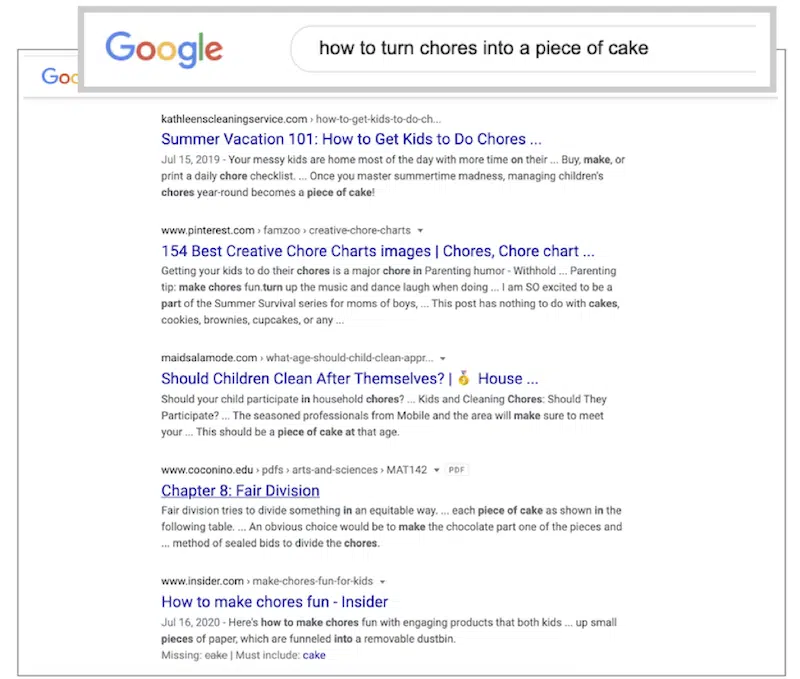 Google
how to turn chores into a piece of cake
Goo
kathleenscleaningservice.com › how-to-get-kids-to-do-ch...
Summer Vacation 101: How to Get Kids to Do Chores ...
Jul 15, 2019 - Your messy kids are home most of the day with more time on their ... Buy, make, or
print a daily chore checklist. ... Once you master summertime madness, managing children's
chores year-round becomes a piece of cake!
www.pinterest.com › famzoo › creative-chore-charts
154 Best Creative Chore Charts images | Chores, Chore chart ...
Getting your kids to do their chores is a major chore in Parenting humor - Withhold ... Parenting
tip: make chores fun.turn up the music and dance laugh when doing ... I am SO excited to be a
part of the Summer Survival series for moms of boys, ... This post has nothing to do with cakes,
cookies, brownies, cupcakes, or any ...
maidsalamode.com › what-age-should-child-clean-appr...
Should Children Clean After Themselves? | 🏅 House ...
Should your child participate in household chores? ... Kids and Cleaning Chores: Should They
Participate? ... The seasoned professionals from Mobile and the area will make sure to meet
your ... This should be a piece of cake at that age.
www.coconino.edu › pdfs › arts-and-sciences › MAT142 PDF
Chapter 8: Fair Division
Fair division tries to divide something in an equitable way. ... each piece of cake as shown in the
following table. ... An obvious choice would be to make the chocolate part one of the pieces and
... method of sealed bids to divide the chores.
www.insider.com › make-chores-fun-for-kids
How to make chores fun - Insider
Jul 16, 2020 - Here's how to make chores fun with engaging products that both kids ... up small
pieces of paper, which are funneled into a removable dustbin.
Missing: cake | Must include: cake